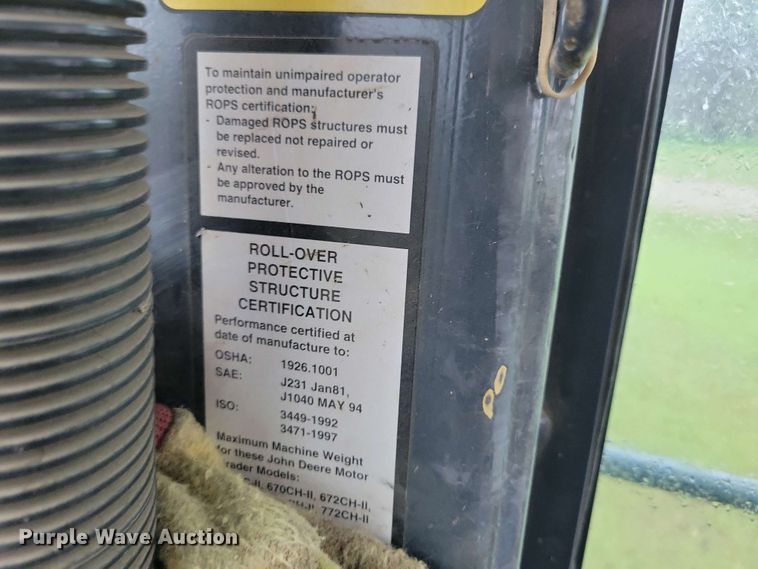 To maintain unimpaired operator
protection and manufacturer's
ROPS certification:
- Damaged ROPS structures must
be replaced not repaired or
revised.
- Any alteration to the ROPS must
be approved by the
manufacturer.
ROLL-OVER
PROTECTIVE
STRUCTURE
CERTIFICATION
Performance certified at
date of manufacture to:
OSHA: 1926.1001
SAE: J231 Jan81,
J1040 MAY 94
ISO: 3449-1992
3471-1997
Maximum Machine Weight
for these John Deere Motor
Grader Models:
670CH-II, 672CH-II,
772CH-II
Purple Wave Auction